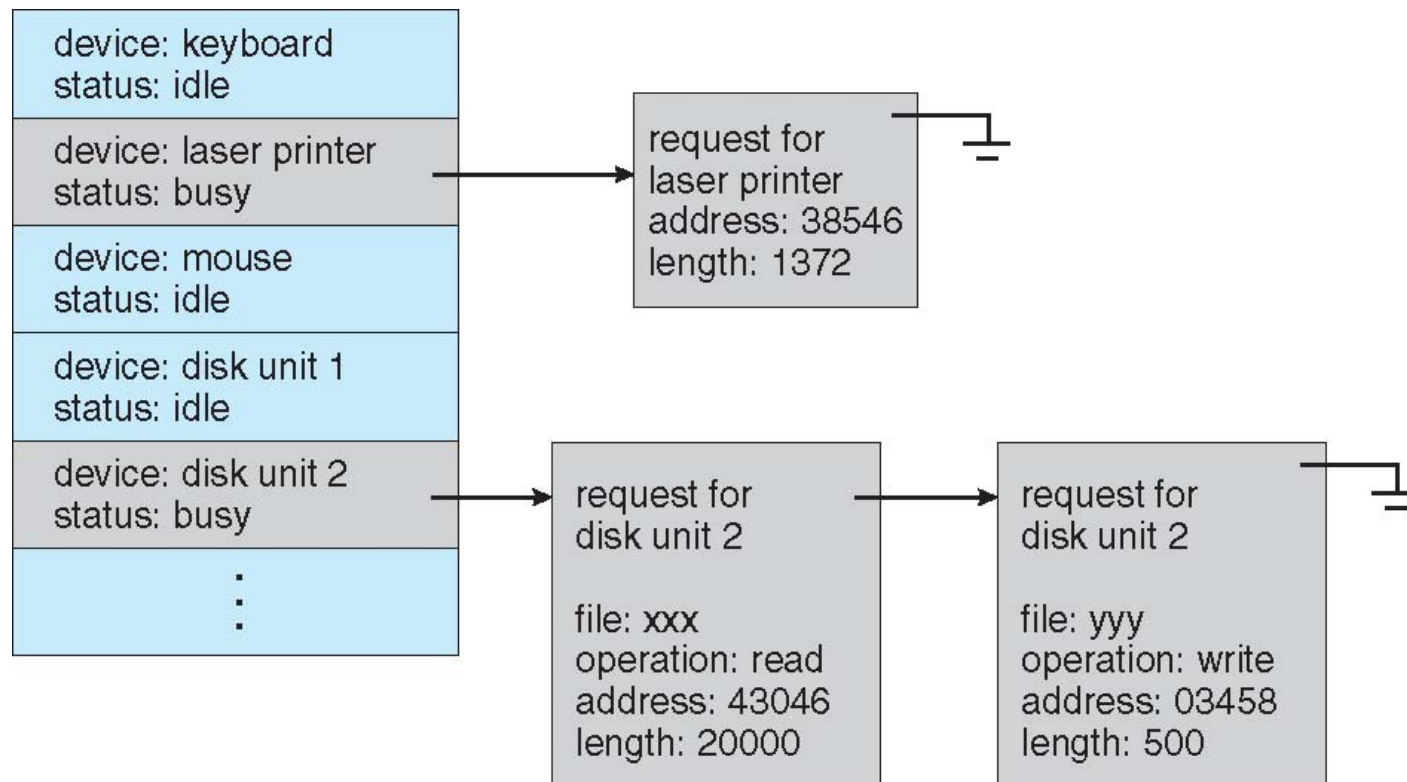 device: keyboard
status: idle
device: laser printer
status: busy
device: mouse
status: idle
device: disk unit 1
status: idle
device: disk unit 2
status: busy
request for
laser printer
address: 38546
length: 1372
request for
disk unit 2
file: xxx
operation: read
address: 43046
length: 20000
request for
disk unit 2
file: yyy
operation: write
address: 03458
length: 500